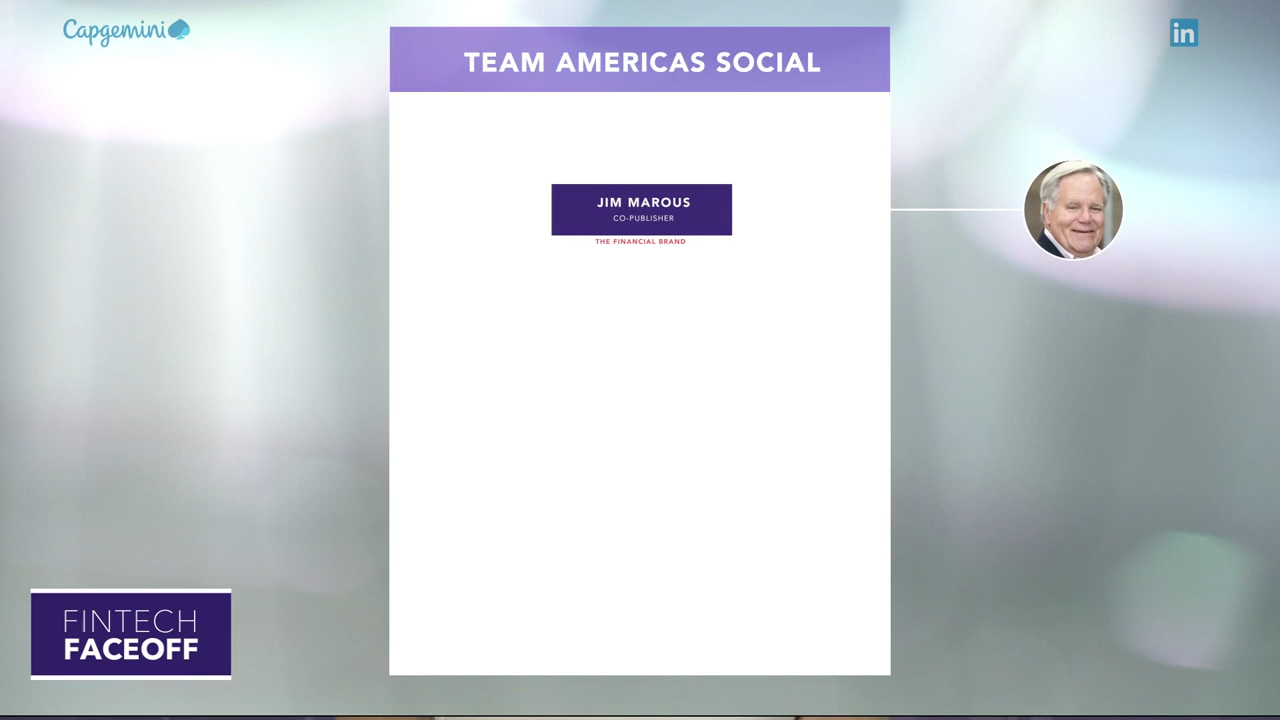 Capgemini
in
TEAM AMERICAS SOCIAL
JIM MAROUS
CO-PUBLISHER
THE FINANCIAL BRAND
FINTECH
FACEOFF